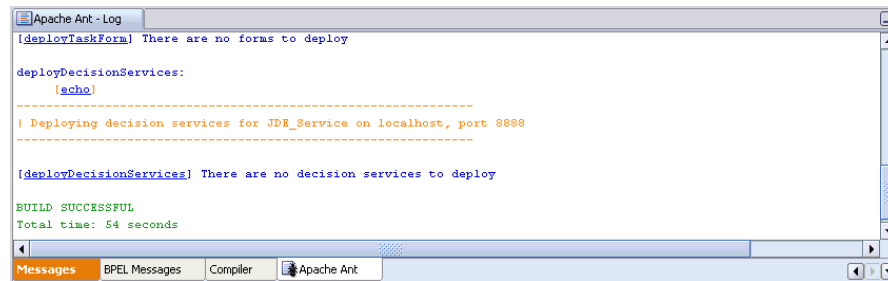 Apache Ant - Log
[deployTaskForm] There are no forms to deploy
deployDecisionServices:
[echo]
--------------------------------------------------------------
| Deploying decision services for JDE_Service on localhost, port 8888
--------------------------------------------------------------
[deployDecisionServices] There are no decision services to deploy
BUILD SUCCESSFUL
Total time: 54 seconds
Messages BPEL Messages Compiler Apache Ant